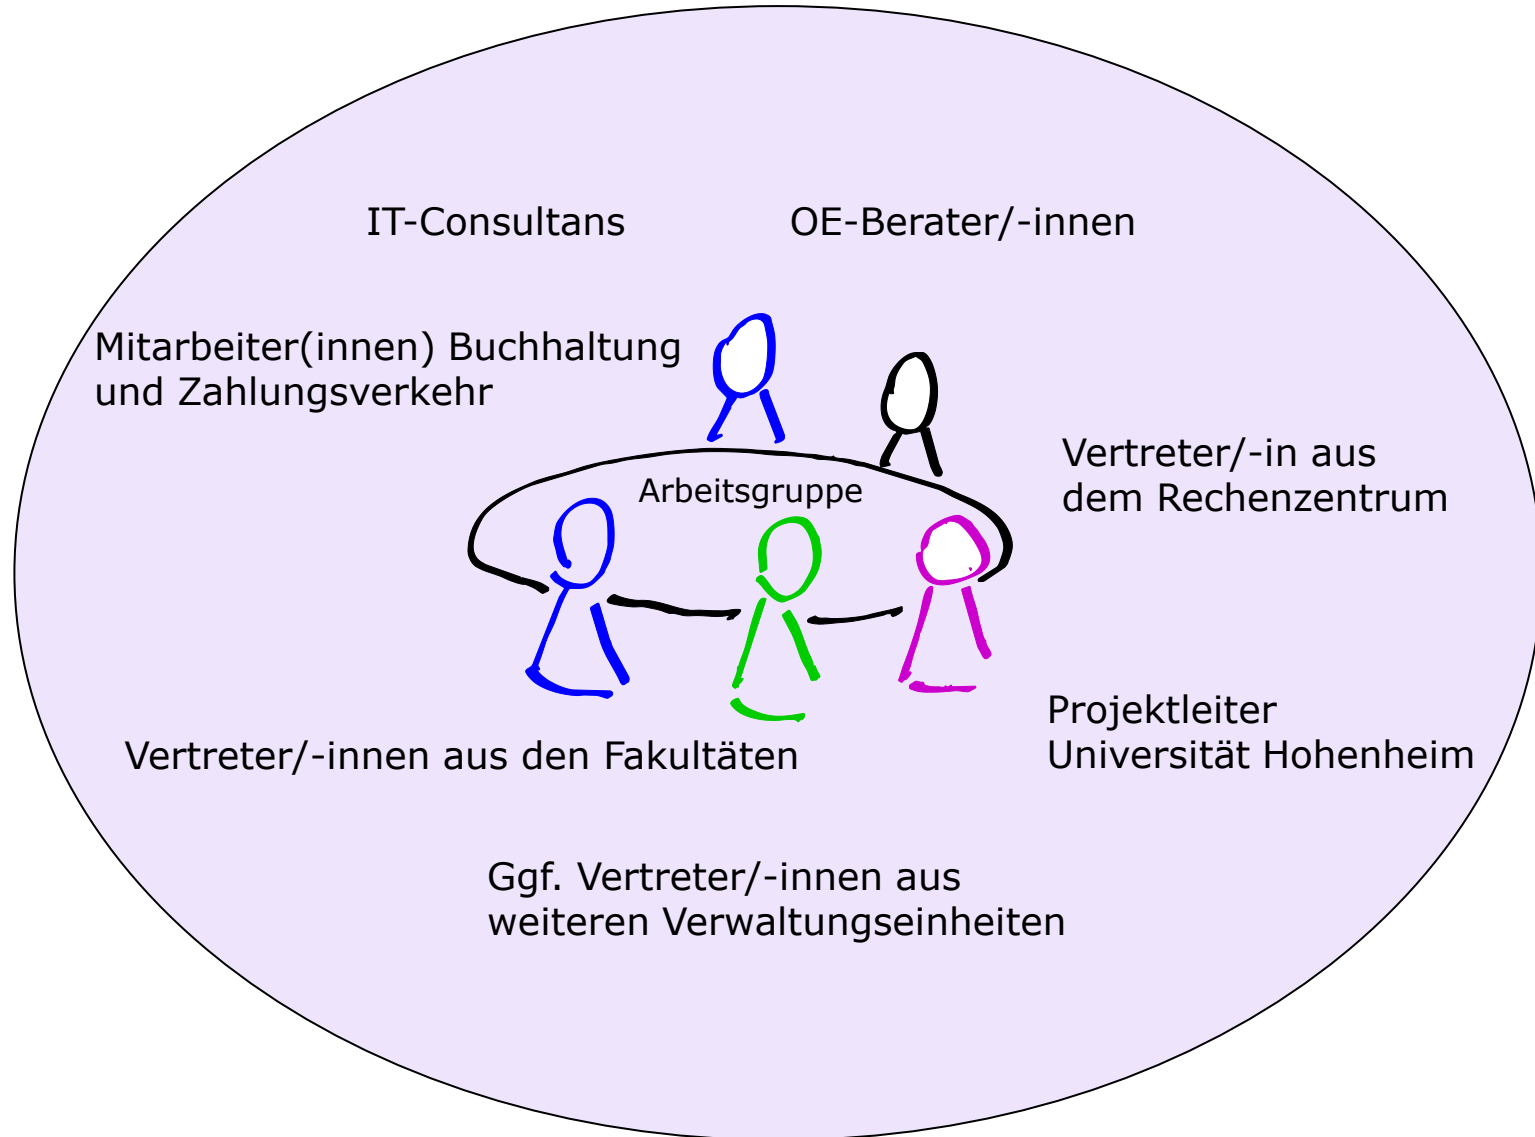 IT-Consultans
OE-Berater/-innen
Mitarbeiter(innen) Buchhaltung
und Zahlungsverkehr
Vertreter/-in aus
dem Rechenzentrum
Arbeitsgruppe
Projektleiter
Universität Hohenheim
Vertreter/-innen aus den Fakultäten
Ggf. Vertreter/-innen aus
weiteren Verwaltungseinheiten